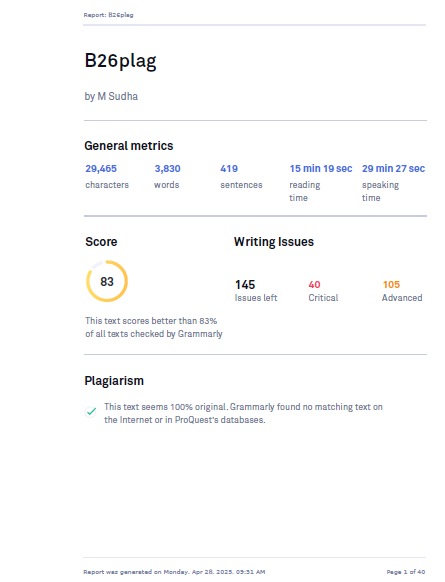 Report: B26plag
B26plag
by M Sudha
General metrics
29,465 3,830 419 15 min 19 sec 29 min 27 sec
characters words sentences reading time speaking time
Score Writing Issues
83
145 40 105
Issues left Critical Advanced
This text scores better than 83%
of all texts checked by Grammarly
Plagiarism
This text seems 100% original. Grammarly found no matching text on
the Internet or in ProQuest's databases.
Report was generated on Monday, Apr 28, 2025, 09:31 AM Page 1 of 40